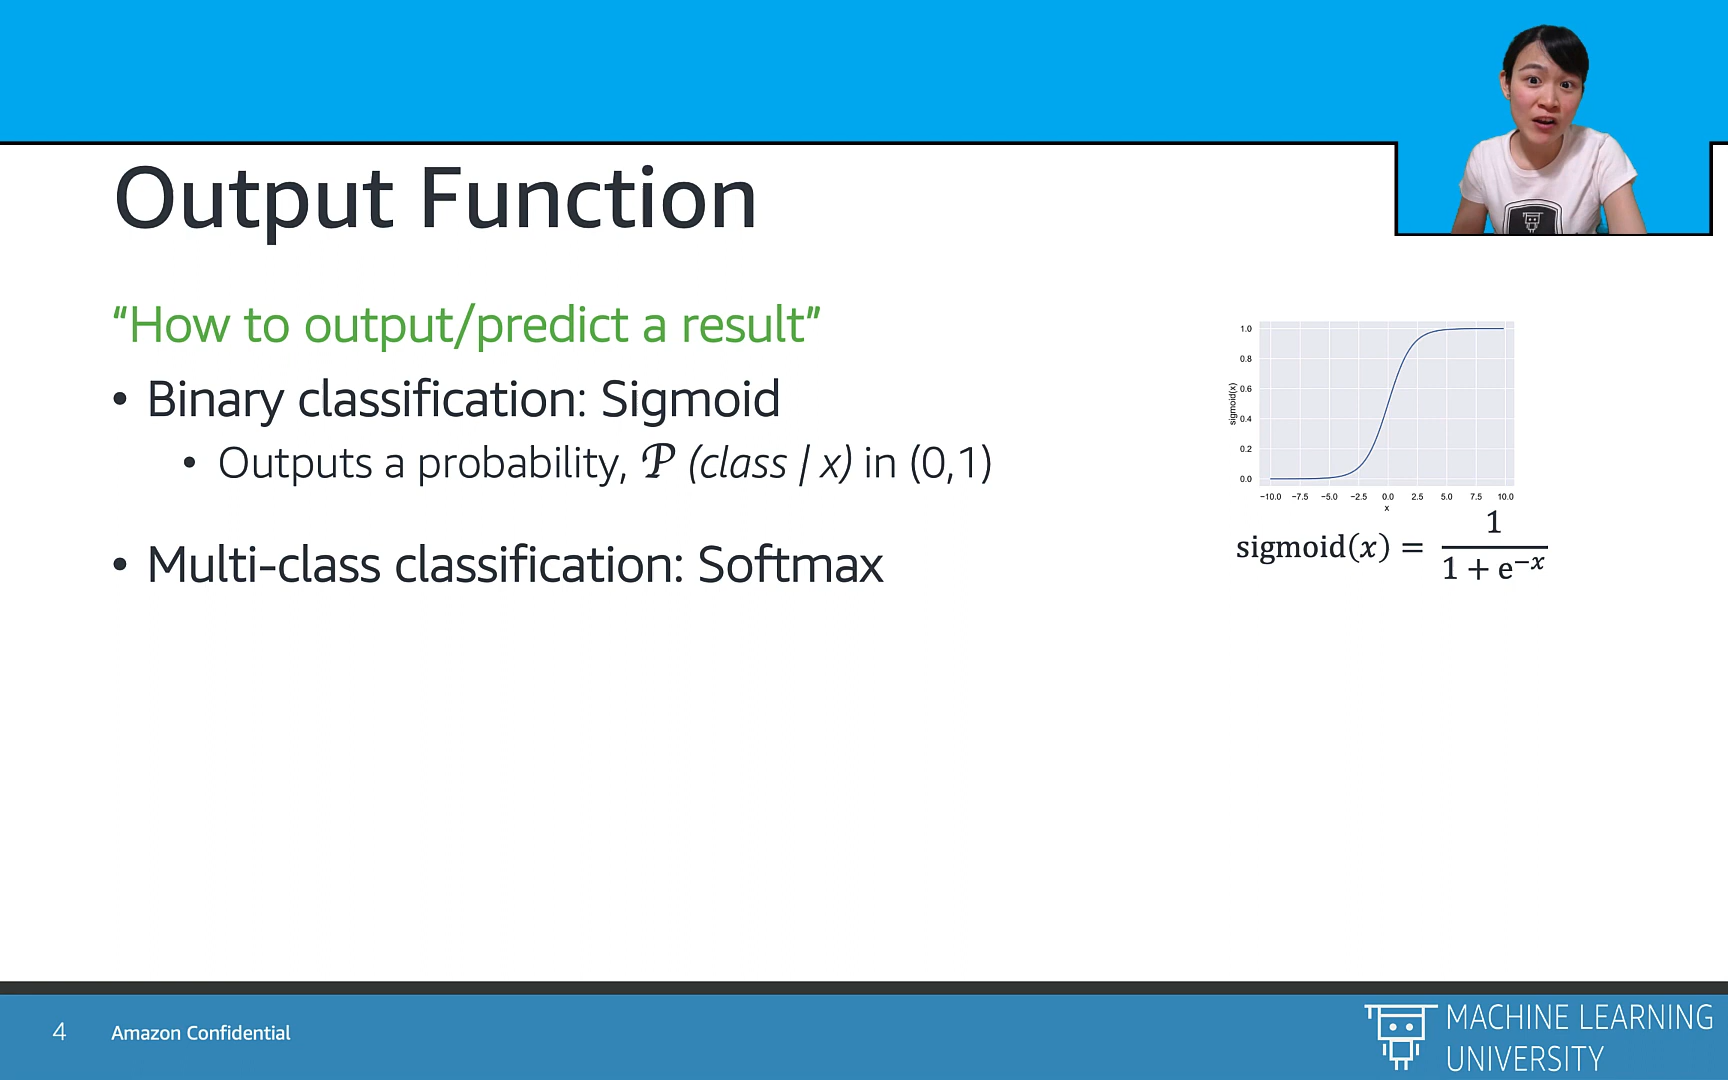 Output Function
“How to output/predict a result”
• Binary classification: Sigmoid
• Outputs a probability, 𝒫 (class | x) in (0,1)
• Multi-class classification: Softmax
1.0
0.8
0.6
0.4
0.2
0.0
sigmoid(x)
−10.0 −7.5 −5.0 −2.5 0.0 2.5 5.0 7.5 10.0
x
sigmoid(x) = 1 / 1 + e^−x
4 Amazon Confidential
MACHINE LEARNING
UNIVERSITY